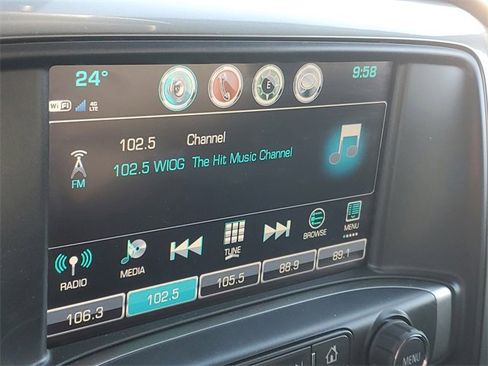 24° 9:58
E
WiFi 4G LTE
102.5 Channel
102.5 WIOG The Hit Music Channel
FM
RADIO MEDIA TUNE BROWSE MENU
106.3 102.5 105.5 88.9 89.1
MENU